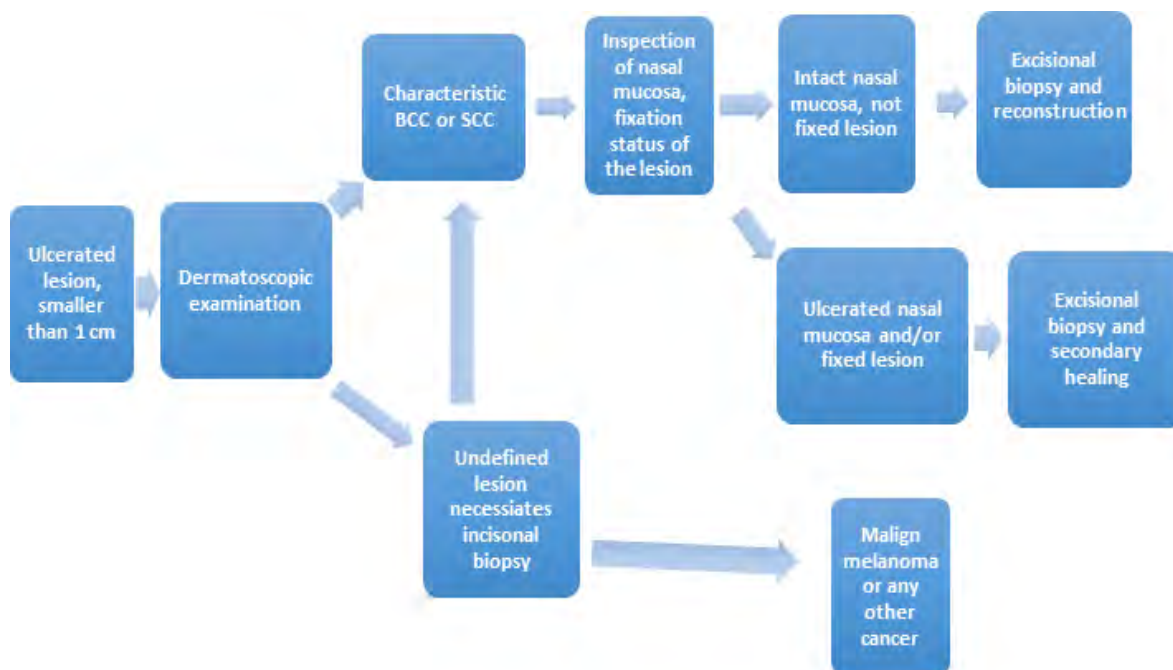 Ulcerated
lesion,
smaller
than 1 cm
Dermatoscopic
examination
Characteristic
BCC or SCC
Inspection
of nasal
mucosa,
fixation
status of
the lesion
Intact nasal
mucosa, not
fixed lesion
Excisional
biopsy and
reconstruction
Ulcerated nasal
mucosa and/or
fixed lesion
Excisional
biopsy and
secondary
healing
Undefined
lesion
necessiates
incisonal
biopsy
Malign
melanoma
or any
other
cancer